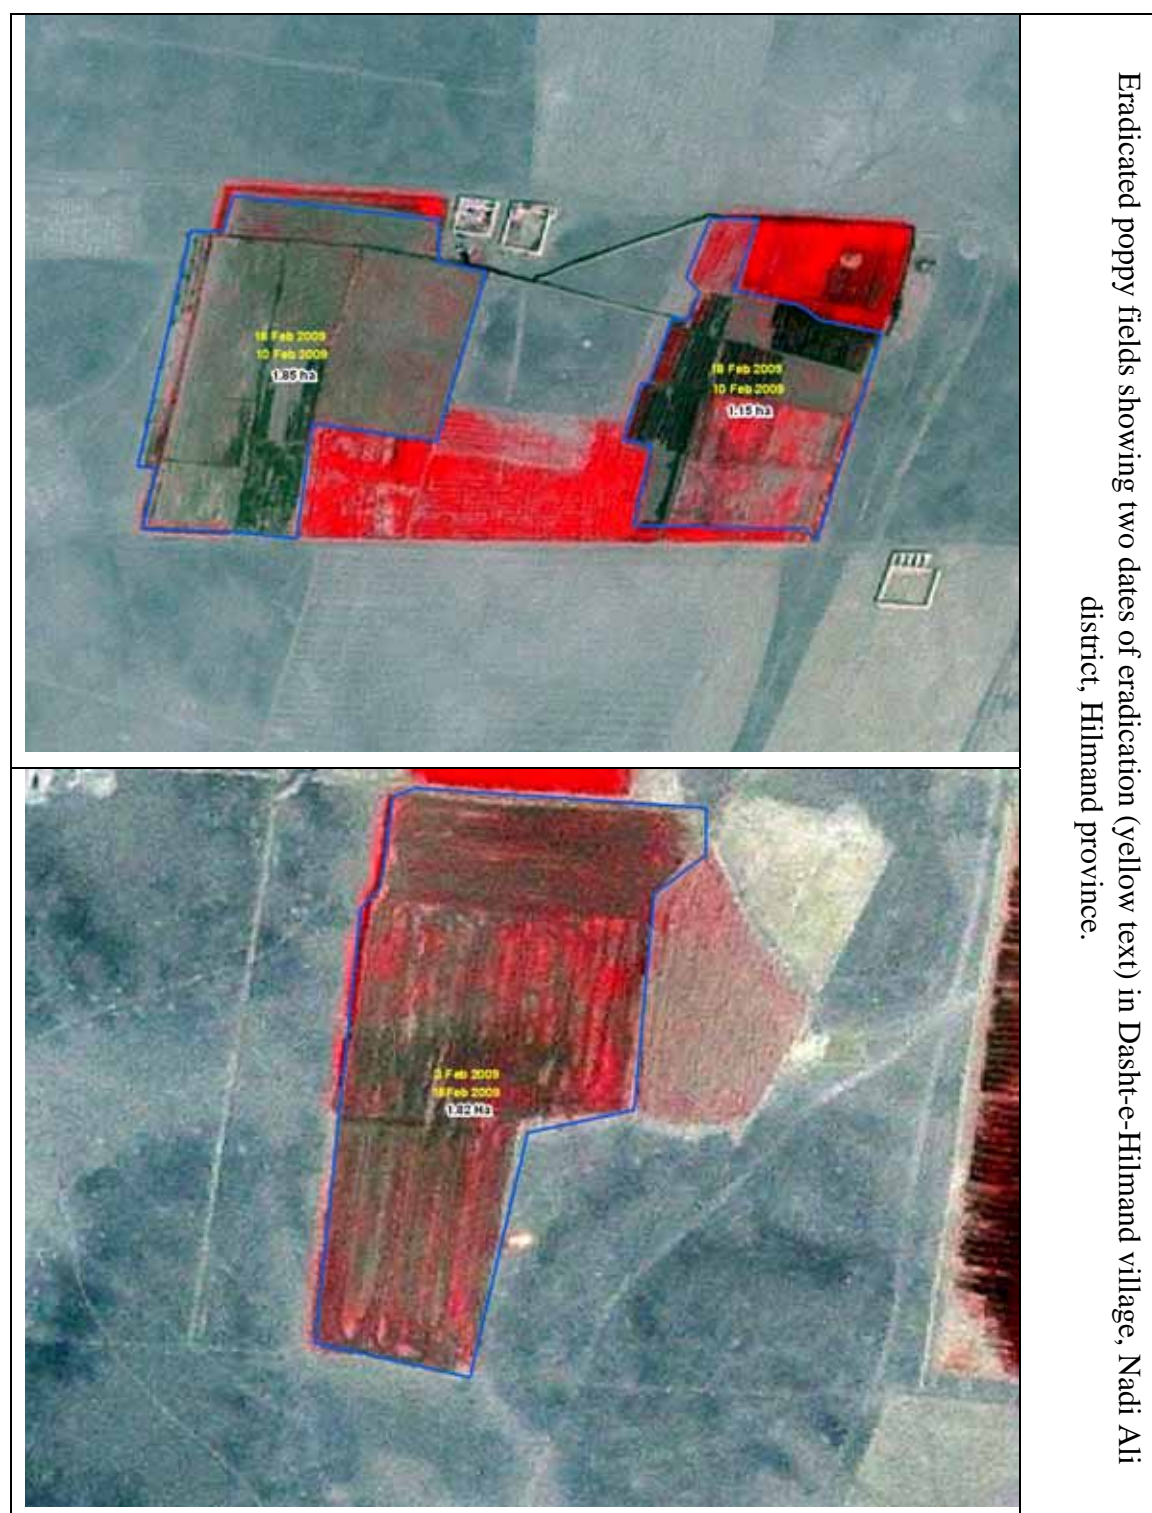 Eradicated poppy fields showing two dates of eradication (yellow text) in Dasht-e-Hilmand village, Nadi Ali
district, Hilmand province.
18 Feb 2009
10 Feb 2009
1.85 ha
18 Feb 2009
10 Feb 2009
1.15 ha
3 Feb 2009
18 Feb 2009
1.82 Ha